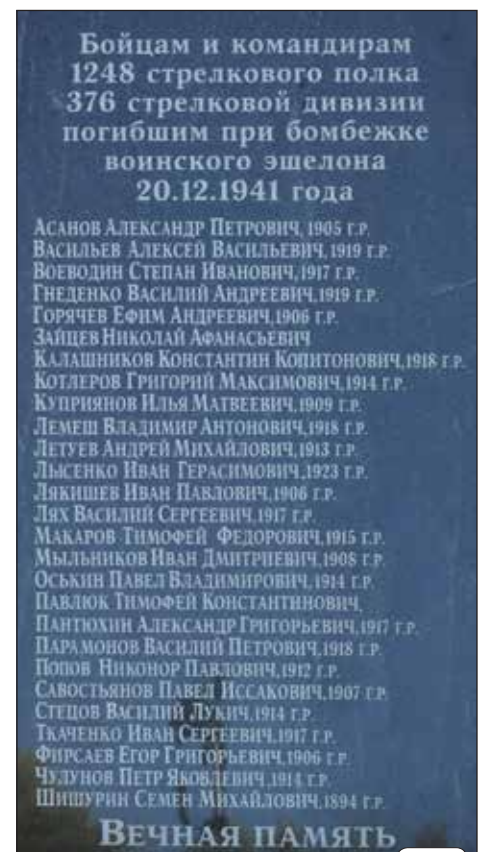 Бойцам и командирам
1248 стрелкового полка
376 стрелковой дивизии
погибшим при бомбежке
воинского эшелона
20.12.1941 года
Асанов Александр Петрович, 1905 г.р.
Васильев Алексей Васильевич, 1919 г.р.
Воеводин Степан Иванович, 1917 г.р.
Гнеденко Василий Андреевич, 1919 г.р.
Горячев Ефим Андреевич, 1906 г.р.
Зайцев Николай Афанасьевич
Калашников Константин Копитонович, 1918 г.р.
Котлеров Григорий Максимович, 1914 г.р.
Куприянов Илья Матвеевич, 1909 г.р.
Лемеш Владимир Антонович, 1918 г.р.
Летуев Андрей Михайлович, 1913 г.р.
Лысенко Иван Герасимович, 1923 г.р.
Лякишев Иван Павлович, 1906 г.р.
Лях Василий Сергеевич, 1917 г.р.
Макаров Тимофей Федорович, 1915 г.р.
Мыльников Иван Дмитриевич, 1908 г.р.
Оськин Павел Владимирович, 1914 г.р.
Павлюк Тимофей Константинович,
Пантюхин Александр Григорьевич, 1917 г.р.
Парамонов Василий Петрович, 1918 г.р.
Попов Никонор Павлович, 1912 г.р.
Савостьянов Павел Иссакович, 1907 г.р.
Стецов Василий Лукич, 1914 г.р.
Ткаченко Иван Сергеевич, 1917 г.р.
Фирсаев Егор Григорьевич, 1906 г.р.
Чулунов Петр Яковлевич, 1914 г.р.
Шишурин Семен Михайлович, 1894 г.р.
Вечная память